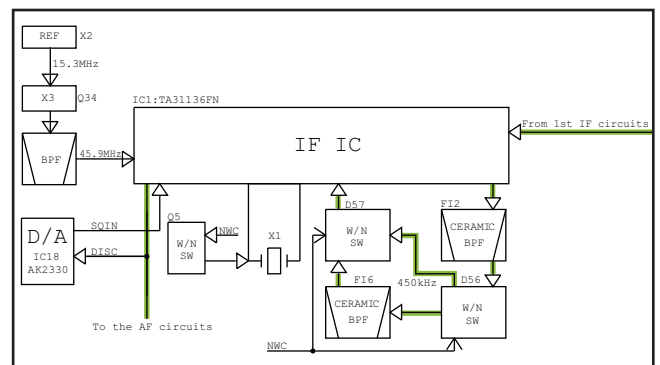 REF
X2
15.3MHz
X3
Q34
BPF
45.9MHz
IC1:TA31136FN
IF IC
From 1st IF circuits
D/A
IC18
AK2330
SQIN
DISC
Q5
W/N
SW
NWC
X1
D57
W/N
SW
FI2
CERAMIC
BPF
450kHz
D56
W/N
SW
FI6
CERAMIC
BPF
To the AF circuits
NWC